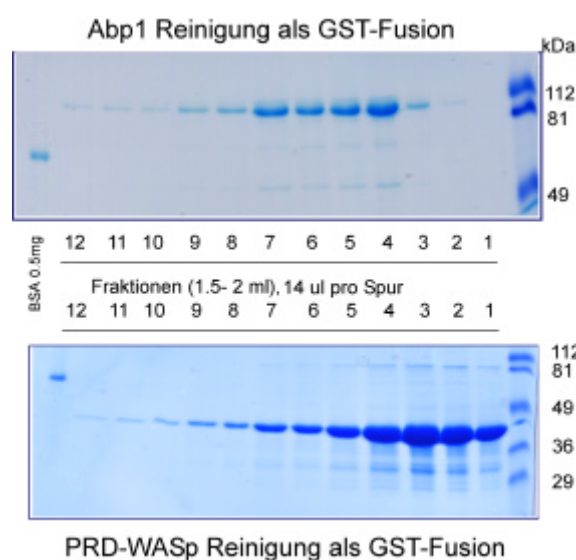 Abp1 Reinigung als GST-Fusion
kDa
112
81
49
BSA 0.5mg
12 11 10 9 8 7 6 5 4 3 2 1
Fraktionen (1.5- 2 ml), 14 ul pro Spur
12 11 10 9 8 7 6 5 4 3 2 1
112
81
49
36
29
PRD-WASp Reinigung als GST-Fusion